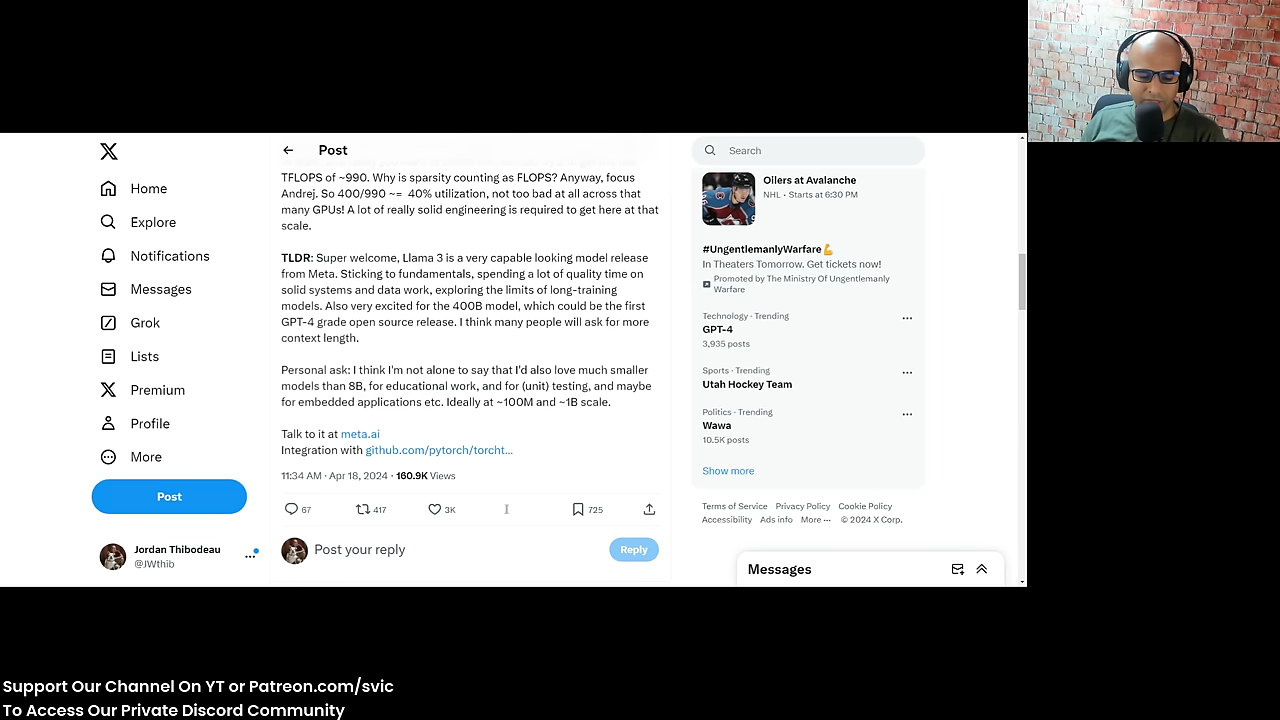 Home
Explore
Notifications
Messages
Grok
Lists
Premium
Profile
More
Post
Jordan Thibodeau
@JWthib
Post
TFLOPS of ~990. Why is sparsity counting as FLOPS? Anyway, focus
Andrej. So 400/990 ~= 40% utilization, not too bad at all across that
many GPUs! A lot of really solid engineering is required to get here at that
scale.
TLDR: Super welcome, Llama 3 is a very capable looking model release
from Meta. Sticking to fundamentals, spending a lot of quality time on
solid systems and data work, exploring the limits of long-training
models. Also very excited for the 400B model, which could be the first
GPT-4 grade open source release. I think many people will ask for more
context length.
Personal ask: I think I'm not alone to say that I'd also love much smaller
models than 8B, for educational work, and for (unit) testing, and maybe
for embedded applications etc. Ideally at ~100M and ~1B scale.
Talk to it at meta.ai
Integration with github.com/pytorch/torcht...
11:34 AM · Apr 18, 2024 · 160.9K Views
67 417 3K 725
Post your reply
Reply
Search
Oilers at Avalanche
NHL · Starts at 6:30 PM
#UngentlemanlyWarfare💪
In Theaters Tomorrow. Get tickets now!
Promoted by The Ministry Of Ungentlemanly
Warfare
Technology · Trending
GPT-4
3,935 posts
Sports · Trending
Utah Hockey Team
Politics · Trending
Wawa
10.5K posts
Show more
Terms of Service Privacy Policy Cookie Policy
Accessibility Ads info More ··· © 2024 X Corp.
Messages
Support Our Channel On YT or Patreon.com/svic
To Access Our Private Discord Community